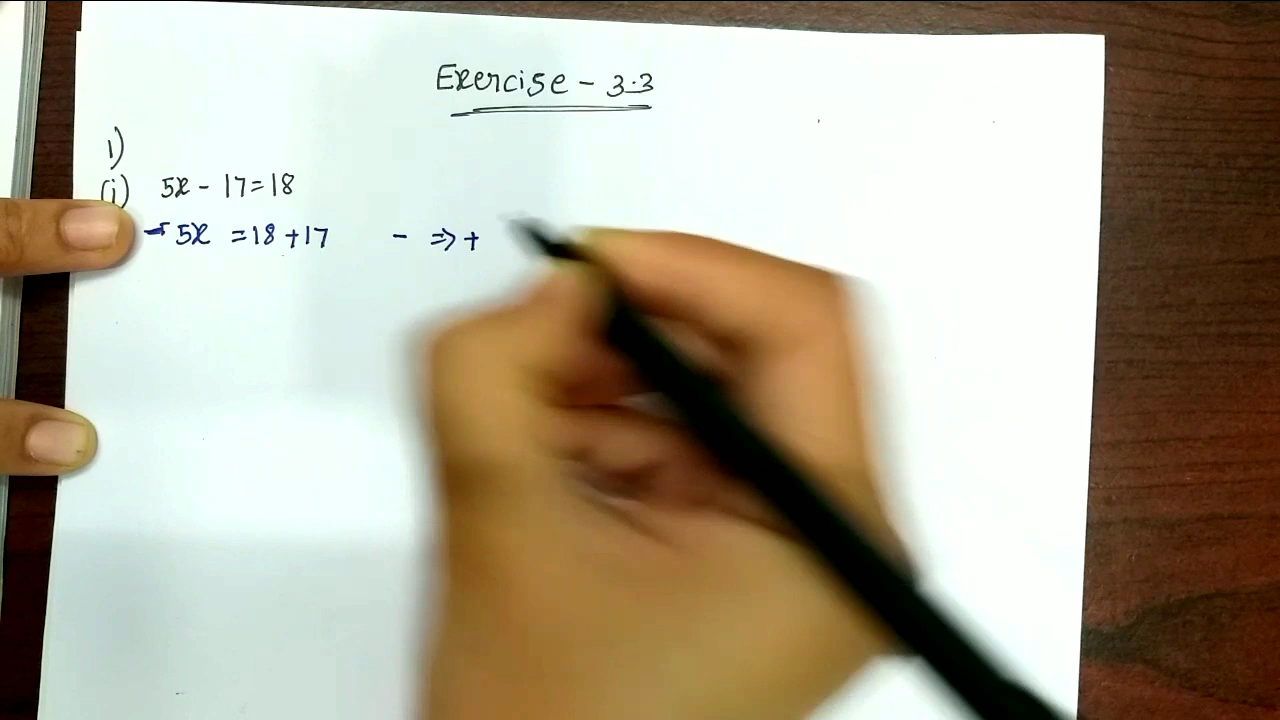 Exercise - 3.3
1)
(i) 5x - 17 = 18
5x = 18 + 17 - ⇒ +